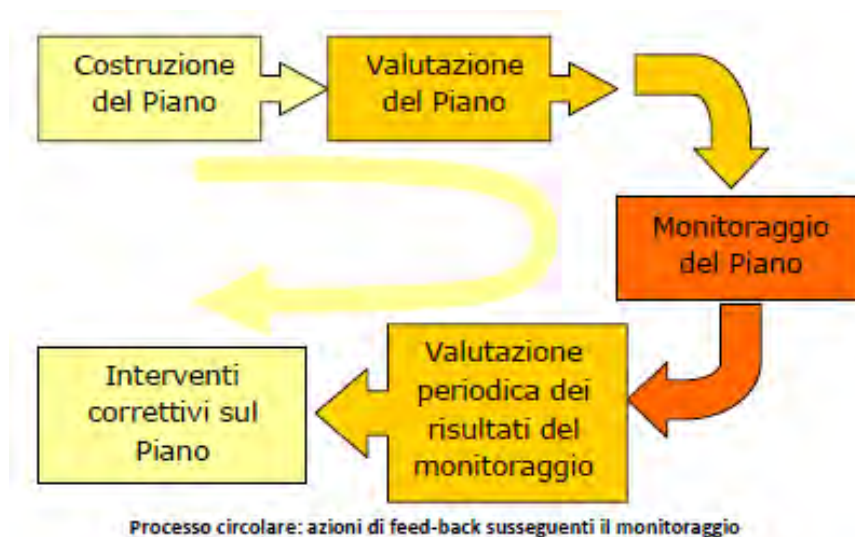 Costruzione
del Piano
Valutazione
del Piano
Monitoraggio
del Piano
Valutazione
periodica dei
risultati del
monitoraggio
Interventi
correttivi sul
Piano
Processo circolare: azioni di feed-back susseguenti il monitoraggio